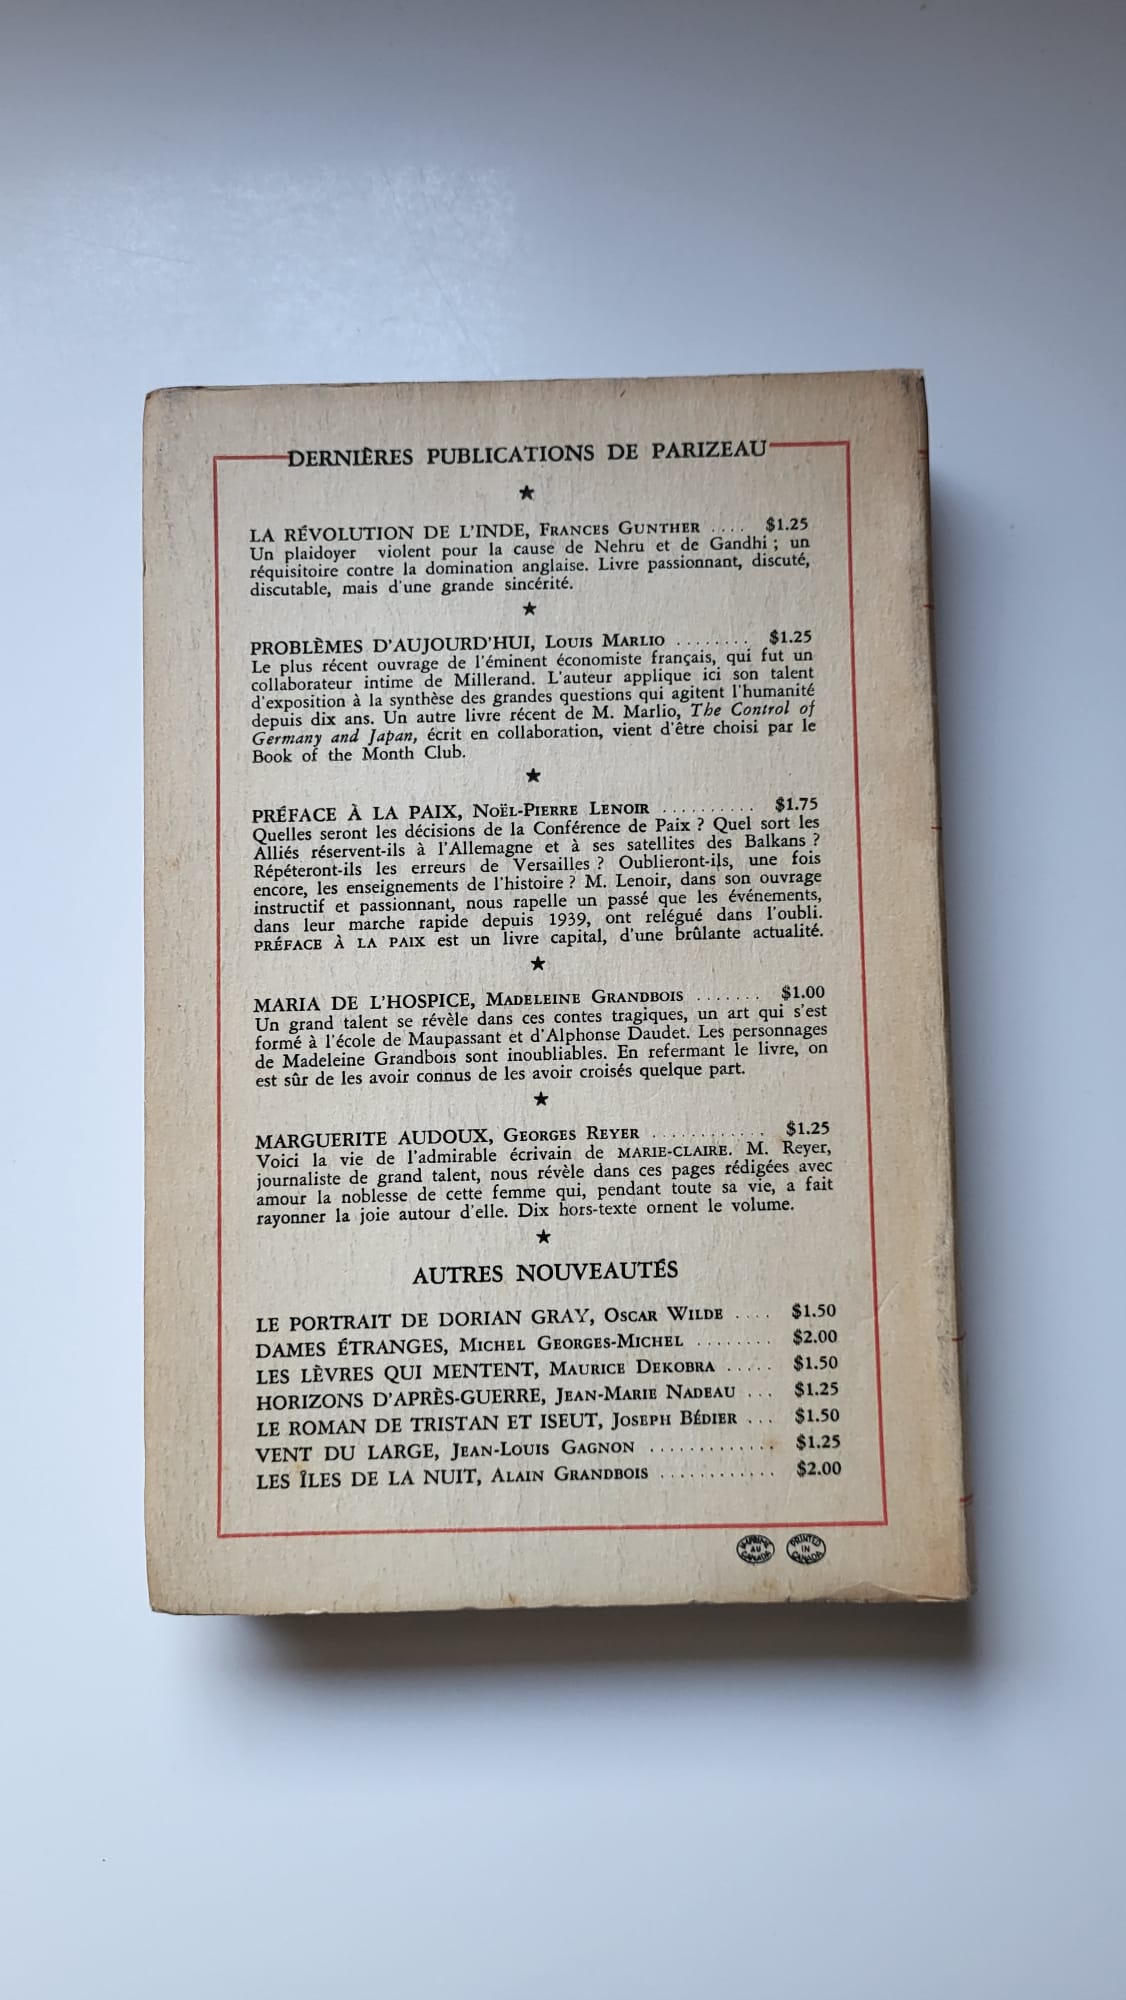 DERNIÈRES PUBLICATIONS DE PARIZEAU
★
LA RÉVOLUTION DE L'INDE, FRANCES GUNTHER .... $1.25
Un plaidoyer violent pour la cause de Nehru et de Gandhi ; un
réquisitoire contre la domination anglaise. Livre passionnant, discuté,
discutable, mais d'une grande sincérité.
★
PROBLÈMES D'AUJOURD'HUI, LOUIS MARLIO ........ $1.25
Le plus récent ouvrage de l'éminent économiste français, qui fut un
collaborateur intime de Millerand. L'auteur applique ici son talent
d'exposition à la synthèse des grandes questions qui agitent l'humanité
depuis dix ans. Un autre livre récent de M. Marlio, The Control of
Germany and Japan, écrit en collaboration, vient d'être choisi par le
Book of the Month Club.
★
PRÉFACE À LA PAIX, NOËL-PIERRE LENOIR .......... $1.75
Quelles seront les décisions de la Conférence de Paix ? Quel sort les
Alliés réservent-ils à l'Allemagne et à ses satellites des Balkans ?
Répéteront-ils les erreurs de Versailles ? Oublieront-ils, une fois
encore, les enseignements de l'histoire ? M. Lenoir, dans son ouvrage
instructif et passionnant, nous rapelle un passé que les événements,
dans leur marche rapide depuis 1939, ont relégué dans l'oubli.
PRÉFACE À LA PAIX est un livre capital, d'une brûlante actualité.
★
MARIA DE L'HOSPICE, MADELEINE GRANDBOIS ....... $1.00
Un grand talent se révèle dans ces contes tragiques, un art qui s'est
formé à l'école de Maupassant et d'Alphonse Daudet. Les personnages
de Madeleine Grandbois sont inoubliables. En refermant le livre, on
est sûr de les avoir connus de les avoir croisés quelque part.
★
MARGUERITE AUDOUX, GEORGES REYER ............ $1.25
Voici la vie de l'admirable écrivain de MARIE-CLAIRE. M. Reyer,
journaliste de grand talent, nous révèle dans ces pages rédigées avec
amour la noblesse de cette femme qui, pendant toute sa vie, a fait
rayonner la joie autour d'elle. Dix hors-texte ornent le volume.
★
AUTRES NOUVEAUTÉS
LE PORTRAIT DE DORIAN GRAY, OSCAR WILDE .... $1.50
DAMES ÉTRANGES, MICHEL GEORGES-MICHEL ........ $2.00
LES LÈVRES QUI MENTENT, MAURICE DEKOBRA ..... $1.50
HORIZONS D'APRÈS-GUERRE, JEAN-MARIE NADEAU ... $1.25
LE ROMAN DE TRISTAN ET ISEUT, JOSEPH BÉDIER ... $1.50
VENT DU LARGE, JEAN-LOUIS GAGNON ............. $1.25
LES ÎLES DE LA NUIT, ALAIN GRANDBOIS ............ $2.00
IMPRIMÉ AU CANADA PRINTED IN CANADA